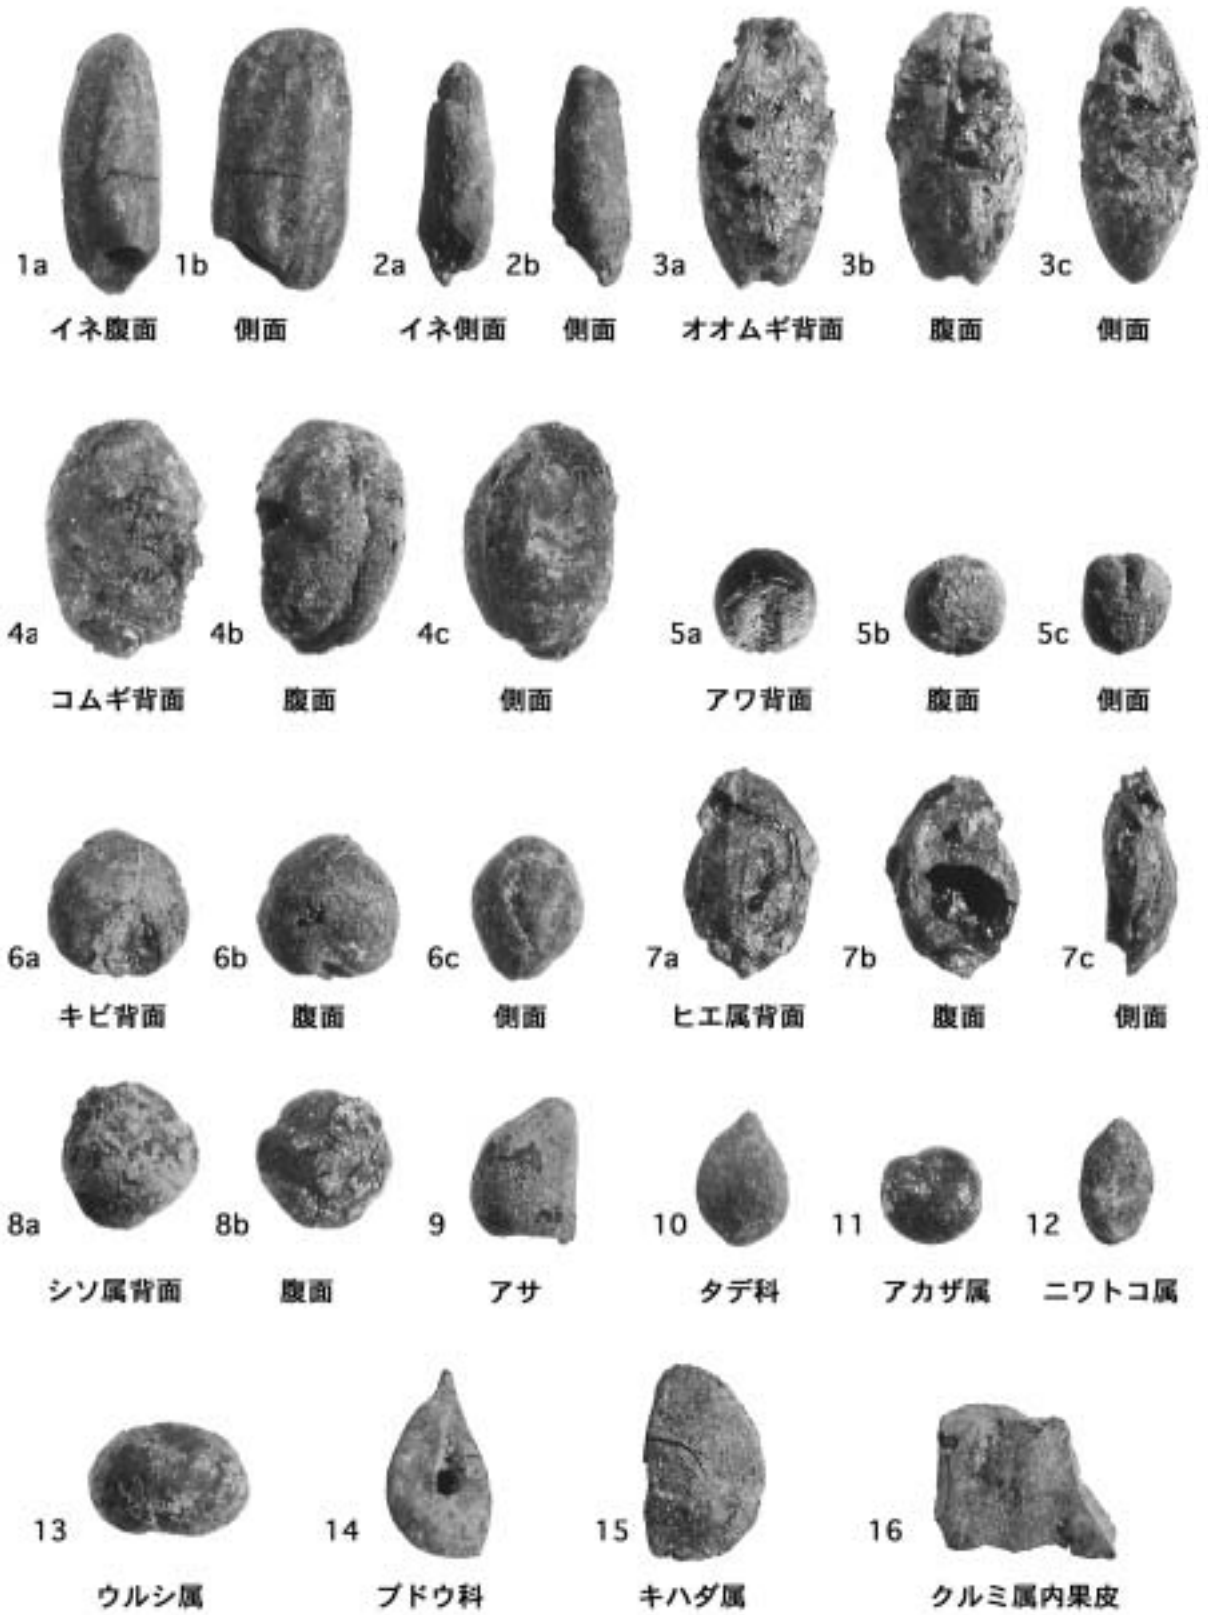 1a 1b 2a 2b 3a 3b 3c
イネ腹面 側面 イネ側面 側面 オオムギ背面 腹面 側面
4a 4b 4c 5a 5b 5c
コムギ背面 腹面 側面 アワ背面 腹面 側面
6a 6b 6c 7a 7b 7c
キビ背面 腹面 側面 ヒエ属背面 腹面 側面
8a 8b 9 10 11 12
シソ属背面 腹面 アサ タデ科 アカザ属 ニワトコ属
13 14 15 16
ウルシ属 ブドウ科 キハダ属 クルミ属内果皮